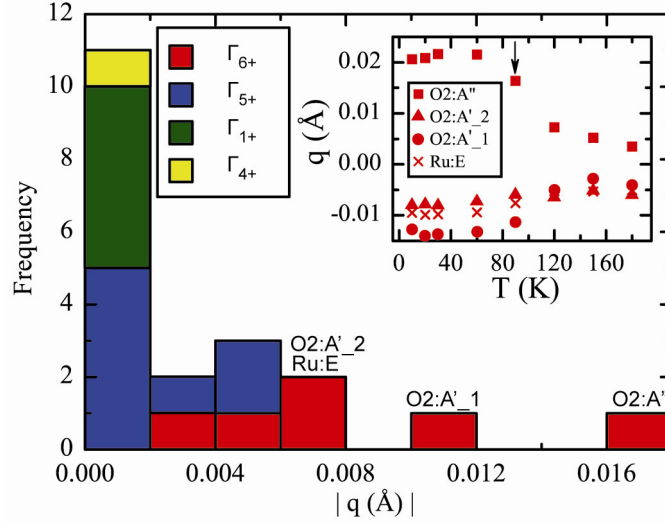 12
10
8
6
4
2
0
Frequency
Γ6+
Γ5+
Γ1+
Γ4+
0.02
0.01
0.00
-0.01
q (Å)
O2:A"
O2:A'_2
O2:A'_1
Ru:E
0 40 80 120 160
T (K)
O2:A'_2
Ru:E
O2:A'_1
O2:A"
0.000 0.004 0.008 0.012 0.016
| q (Å) |